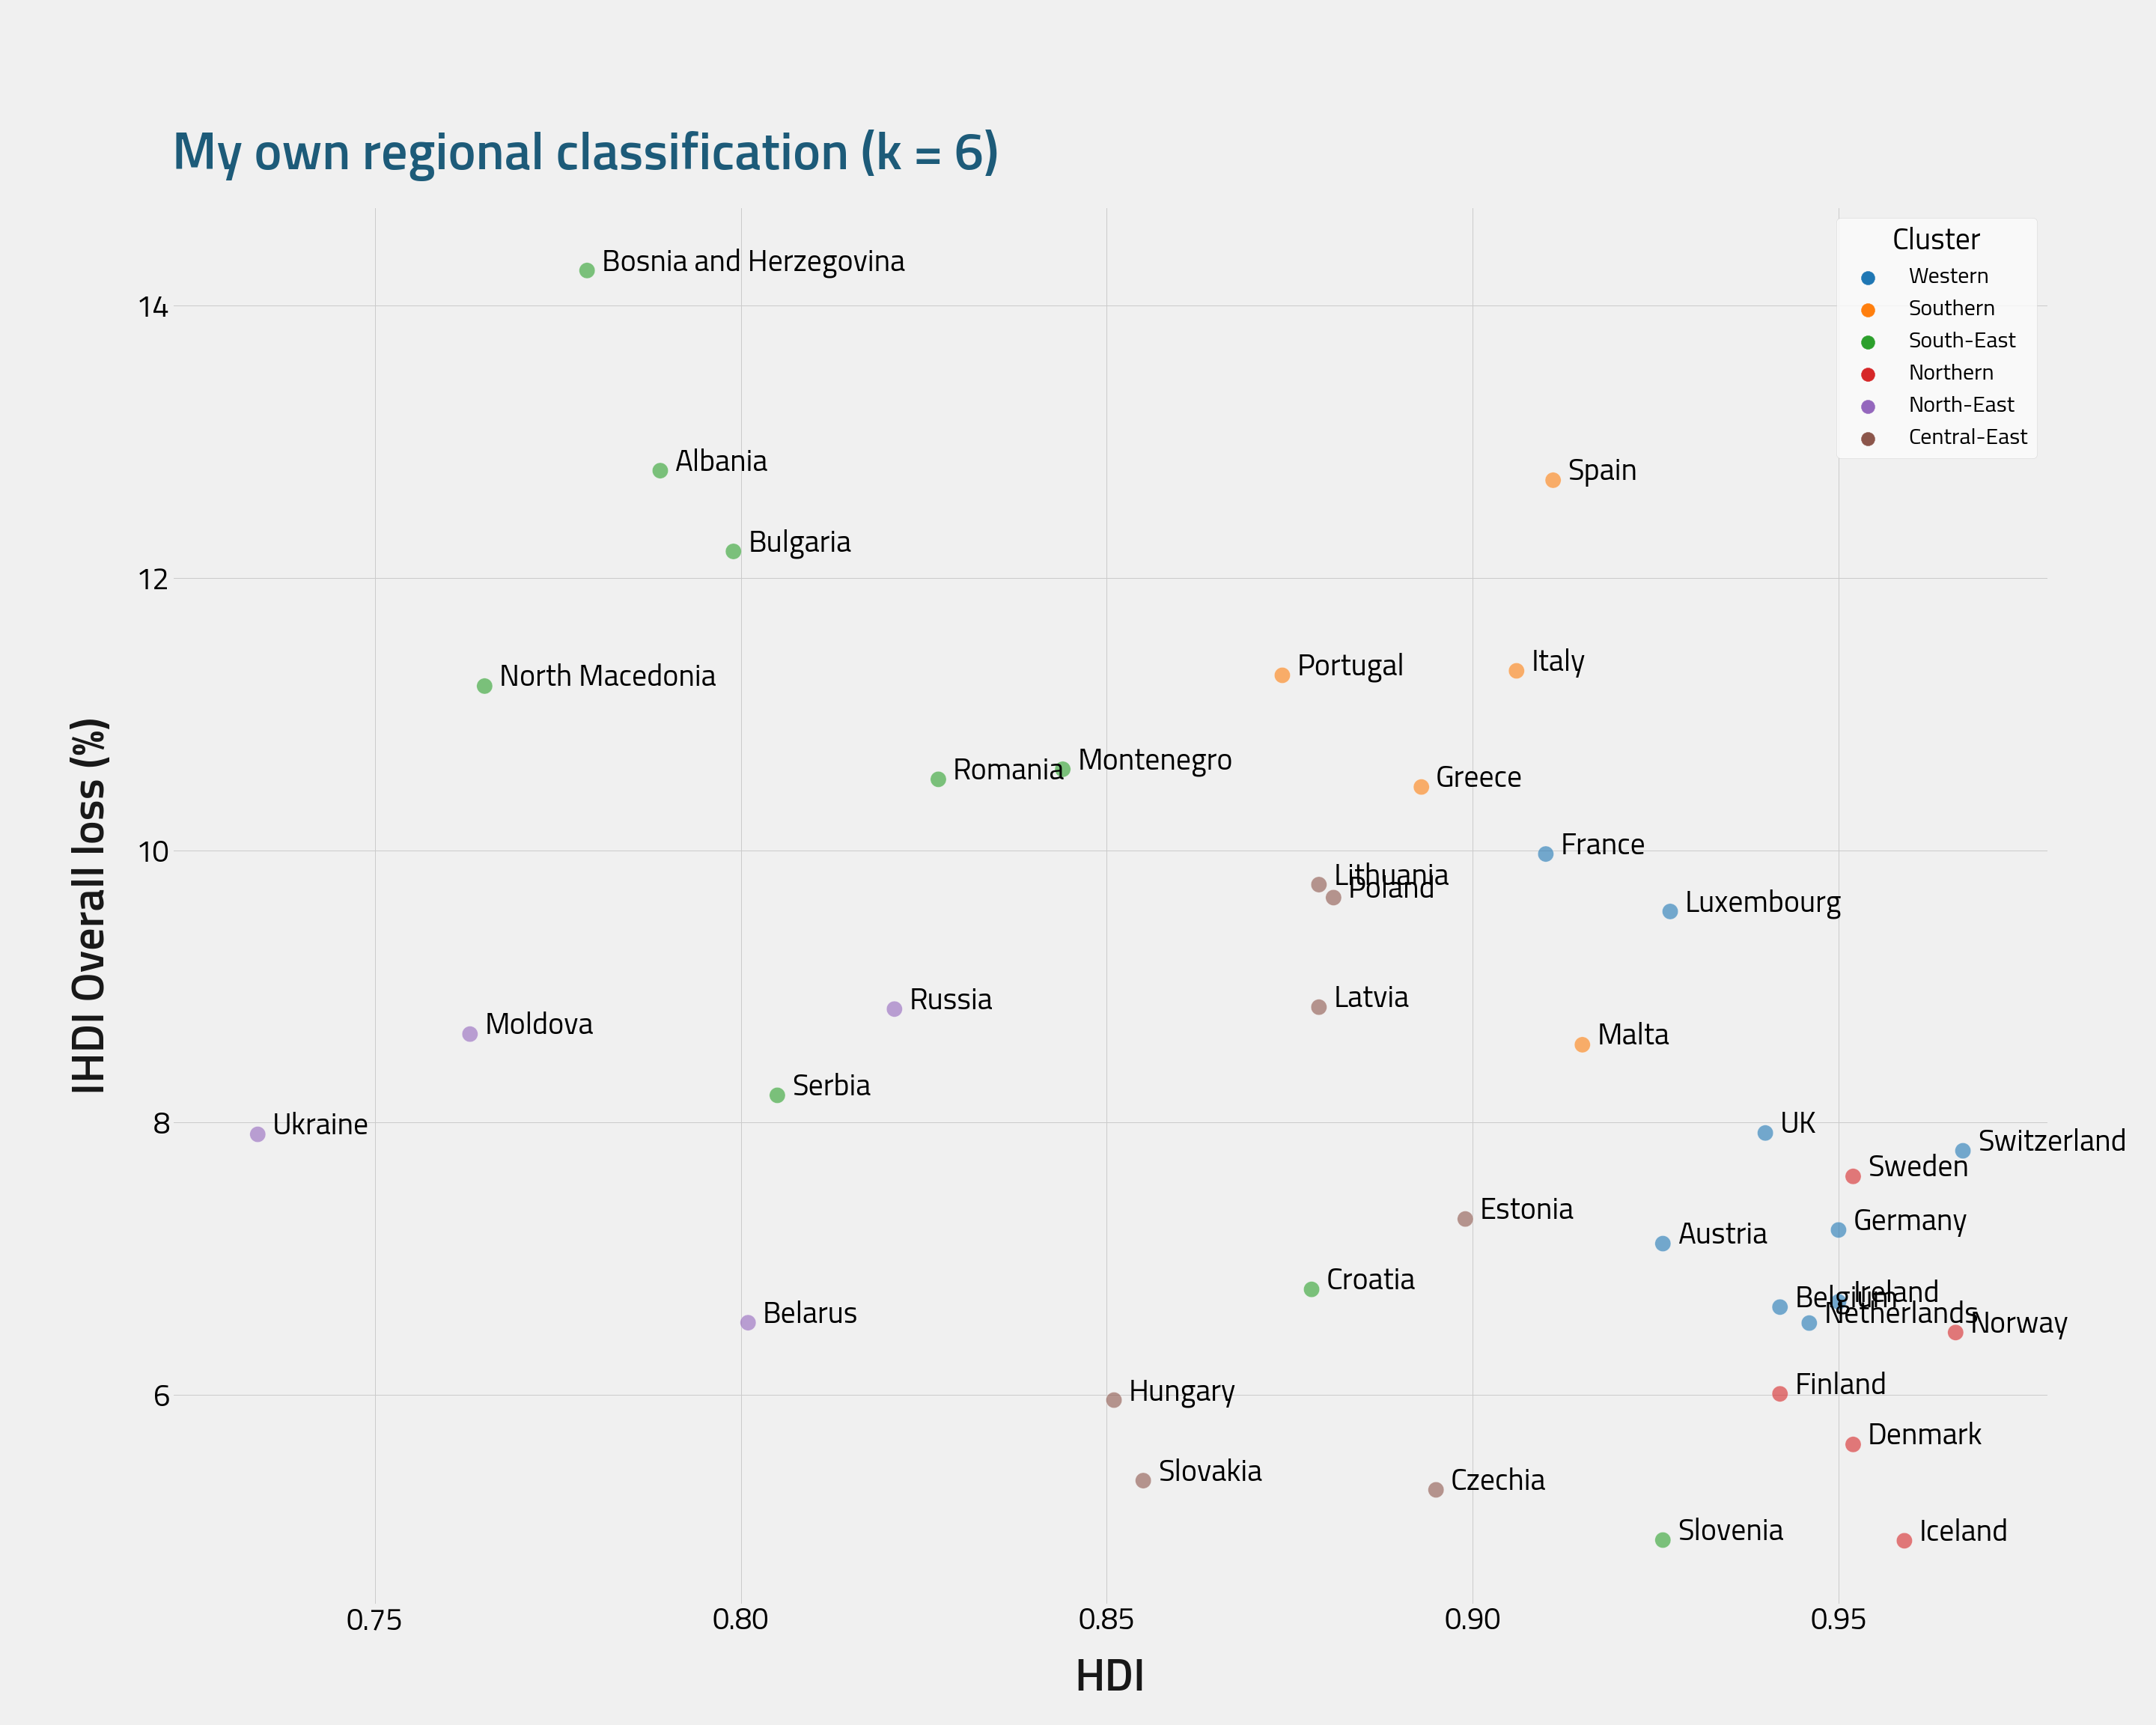 My own regional classification (k = 6)
Cluster
Western
Southern
South-East
Northern
North-East
Central-East
IHDI Overall loss (%)
14
12
10
8
6
Bosnia and Herzegovina
Albania
Spain
Bulgaria
Italy
Portugal
North Macedonia
Montenegro
Romania
Greece
France
Lithuania
Poland
Luxembourg
Latvia
Russia
Moldova
Malta
Serbia
UK
Ukraine
Switzerland
Sweden
Estonia
Germany
Austria
Croatia
Ireland
Belgium
Netherlands
Belarus
Norway
Finland
Hungary
Denmark
Slovakia
Czechia
Slovenia
Iceland
0.75
0.80
0.85
0.90
0.95
HDI